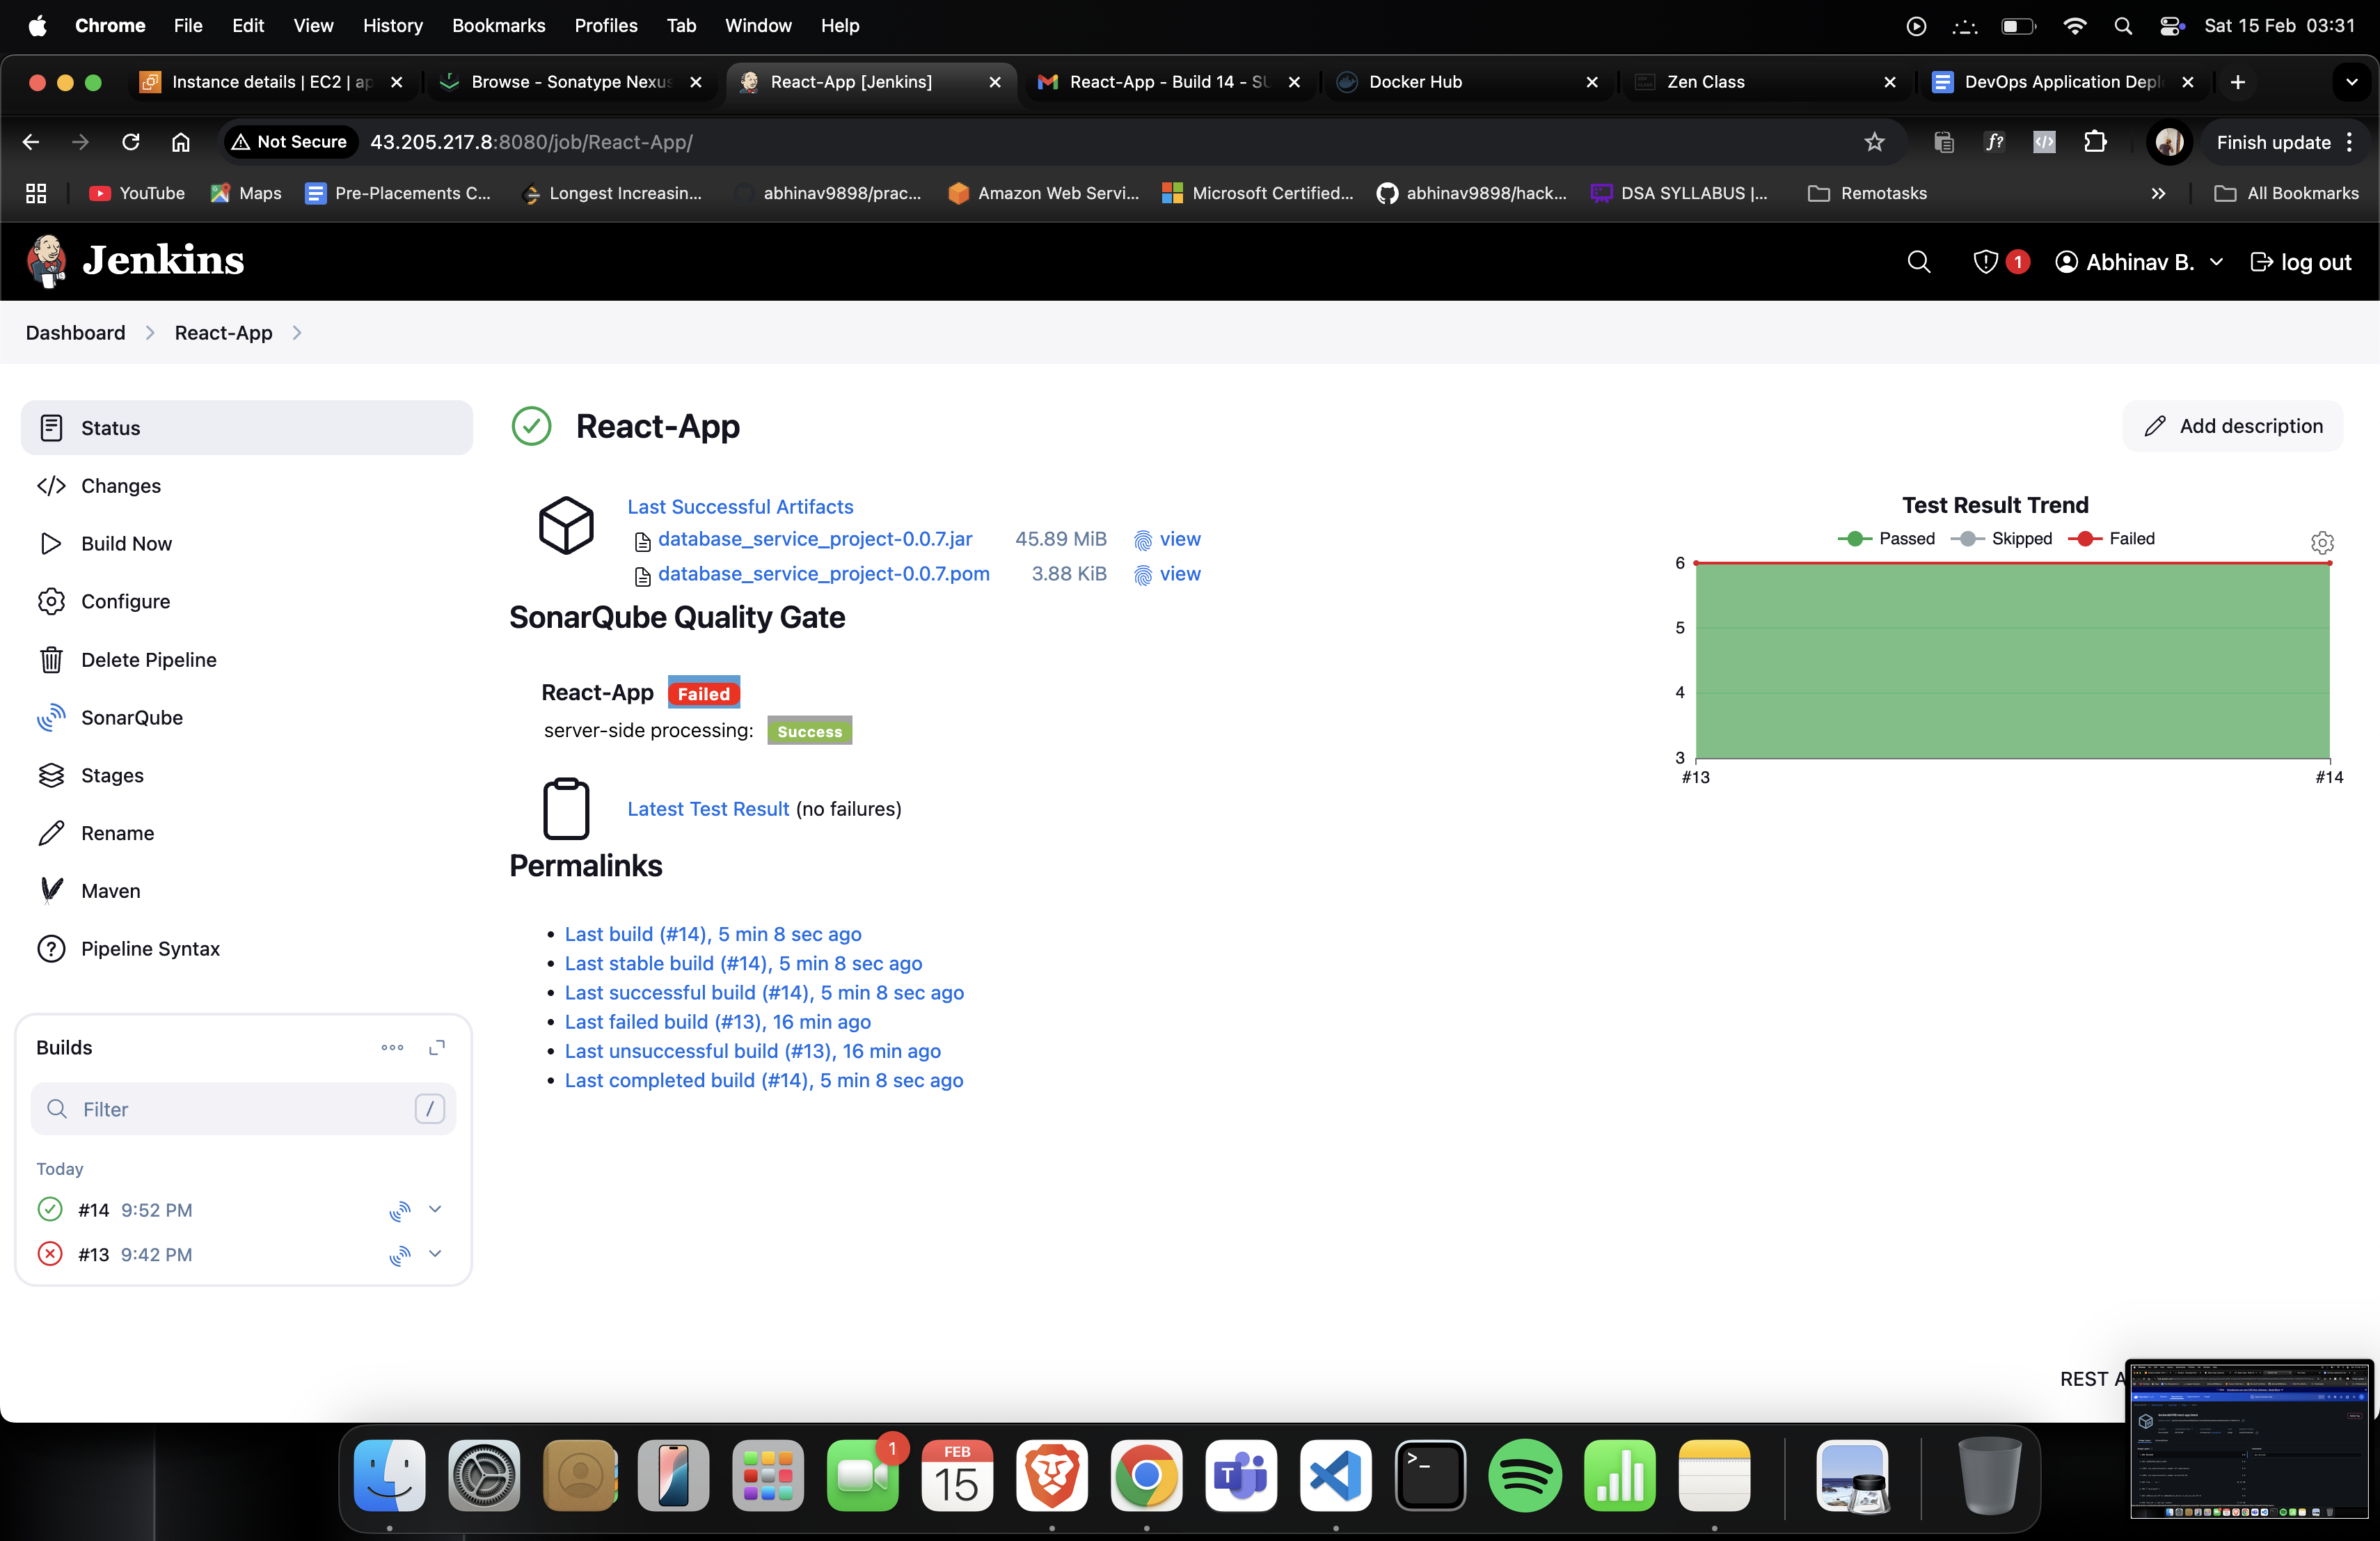 Chrome File Edit View History Bookmarks Profiles Tab Window Help Sat 15 Feb 03:31
Instance details | EC2 | ap Browse - Sonatype Nexus React-App [Jenkins] React-App - Build 14 - SU Docker Hub Zen Class DevOps Application Depl
Not Secure 43.205.217.8:8080/job/React-App/ f? Finish update
YouTube Maps Pre-Placements C... Longest Increasin... abhinav9898/prac... Amazon Web Servi... Microsoft Certified... abhinav9898/hack... DSA SYLLABUS |... Remotasks All Bookmarks
Jenkins 1 Abhinav B. log out
Dashboard React-App
Status
Changes
Build Now
Configure
Delete Pipeline
SonarQube
Stages
Rename
Maven
Pipeline Syntax
Builds
Filter /
Today
#14 9:52 PM
#13 9:42 PM
React-App
Add description
Last Successful Artifacts
database_service_project-0.0.7.jar 45.89 MiB view
database_service_project-0.0.7.pom 3.88 KiB view
SonarQube Quality Gate
React-App Failed
server-side processing: Success
Latest Test Result (no failures)
Permalinks
• Last build (#14), 5 min 8 sec ago
• Last stable build (#14), 5 min 8 sec ago
• Last successful build (#14), 5 min 8 sec ago
• Last failed build (#13), 16 min ago
• Last unsuccessful build (#13), 16 min ago
• Last completed build (#14), 5 min 8 sec ago
Test Result Trend
Passed Skipped Failed
6
5
4
3
#13 #14
REST A
1
FEB
15
T
>_